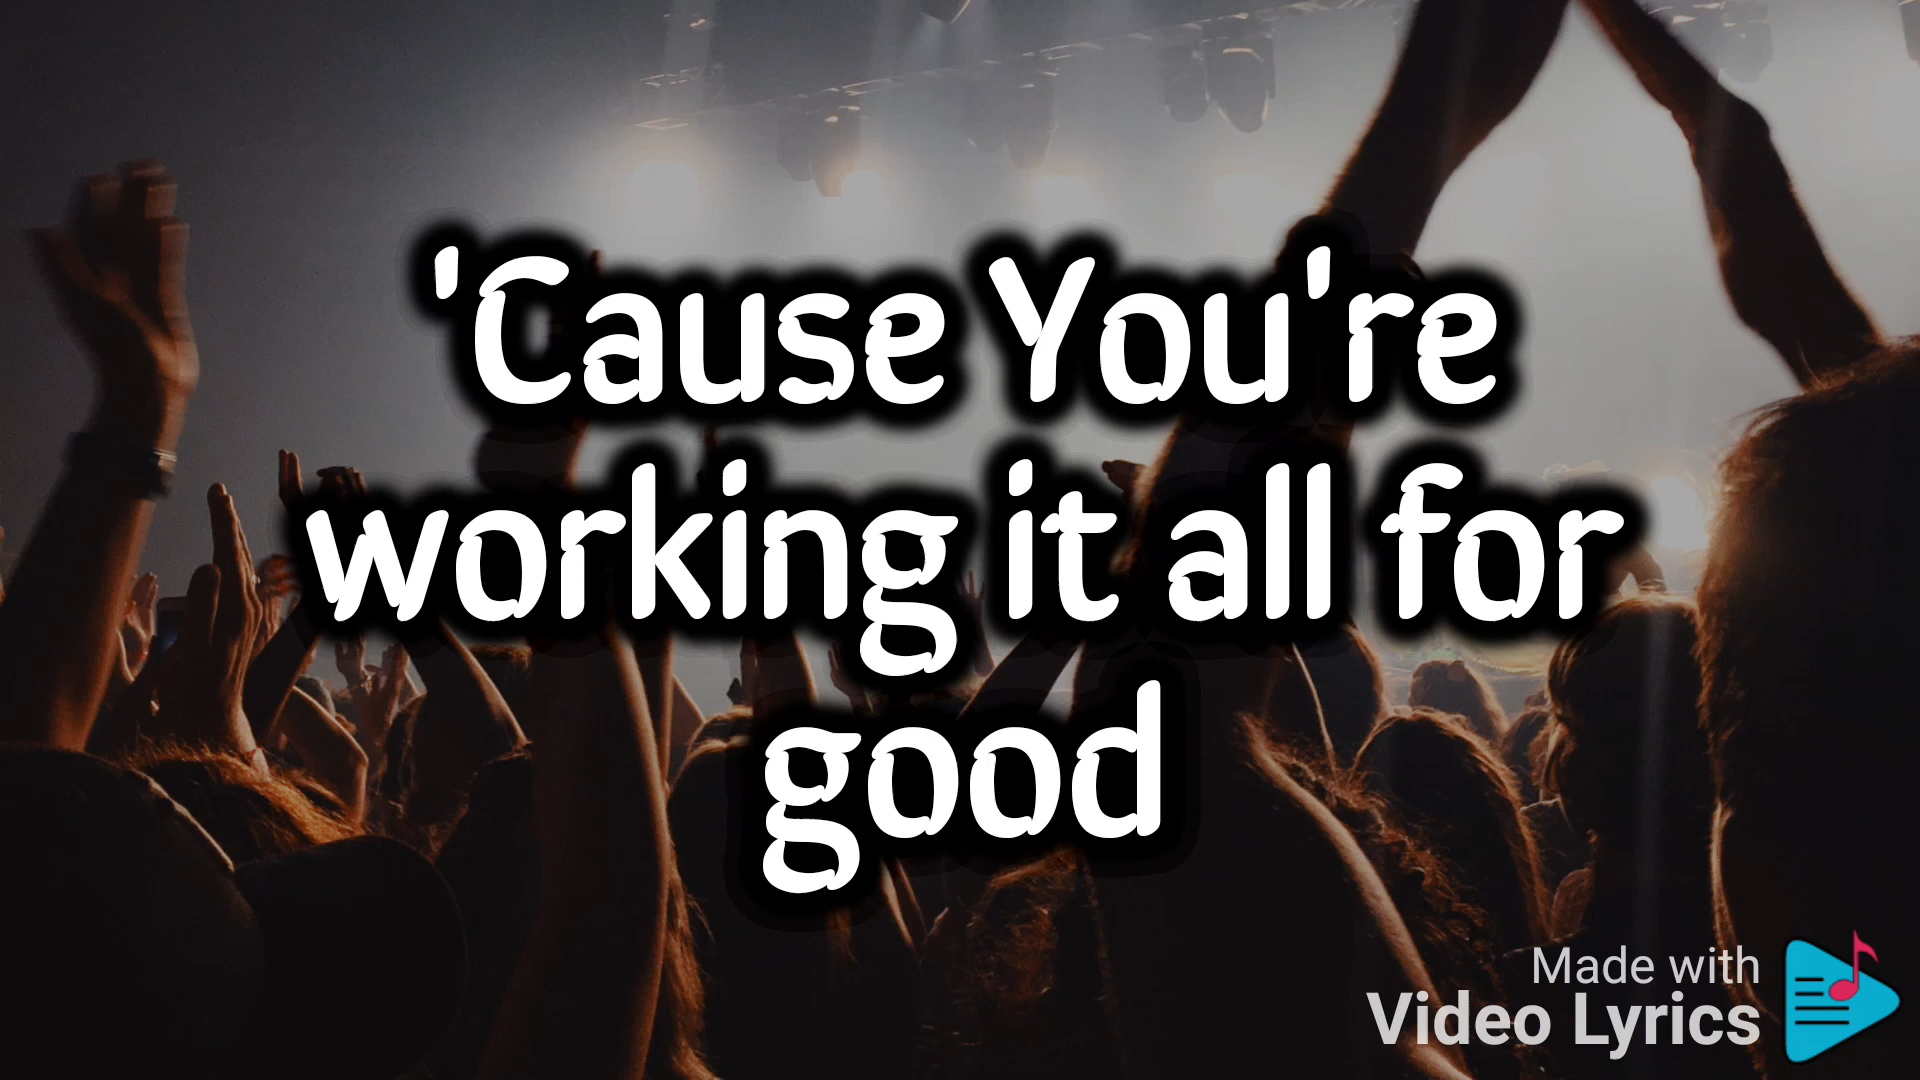 'Cause You're
working it all for
good
Made with
Video Lyrics